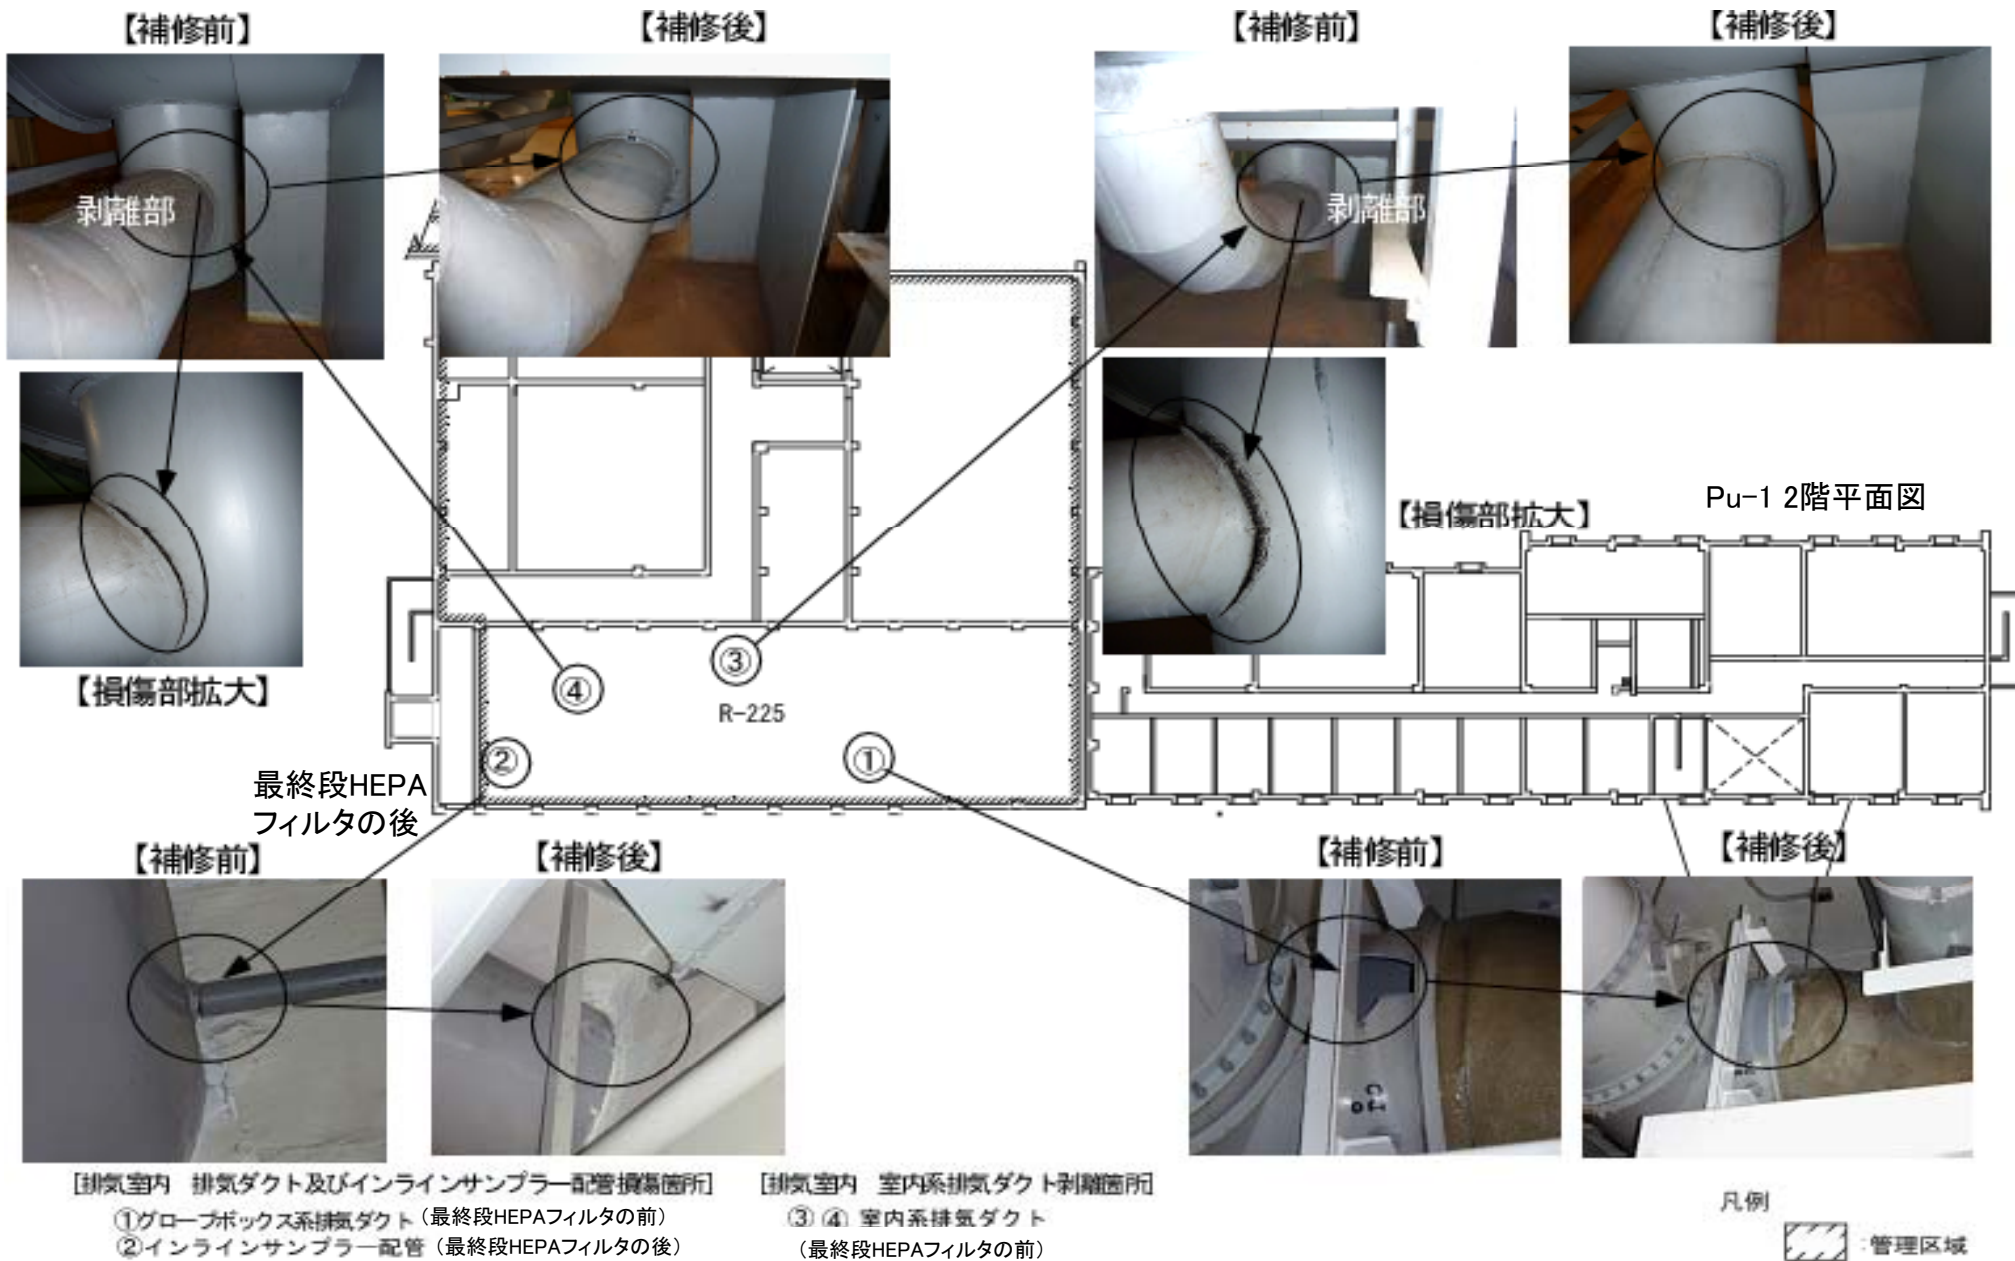 【補修前】
【補修後】
【補修前】
【補修後】
剥離部
剥離部
【損傷部拡大】
【損傷部拡大】
Pu-1 2階平面図
④
③
R-225
②
①
最終段HEPA
フィルタの後
【補修前】
【補修後】
【補修前】
【補修後】
[排気室内 排気ダクト及びインラインサンプラー配管損傷箇所]
①グローブボックス系排気ダクト(最終段HEPAフィルタの前)
②インラインサンプラー配管(最終段HEPAフィルタの後)
[排気室内 室内系排気ダクト剥離箇所]
③④ 室内系排気ダクト
(最終段HEPAフィルタの前)
凡例
:管理区域